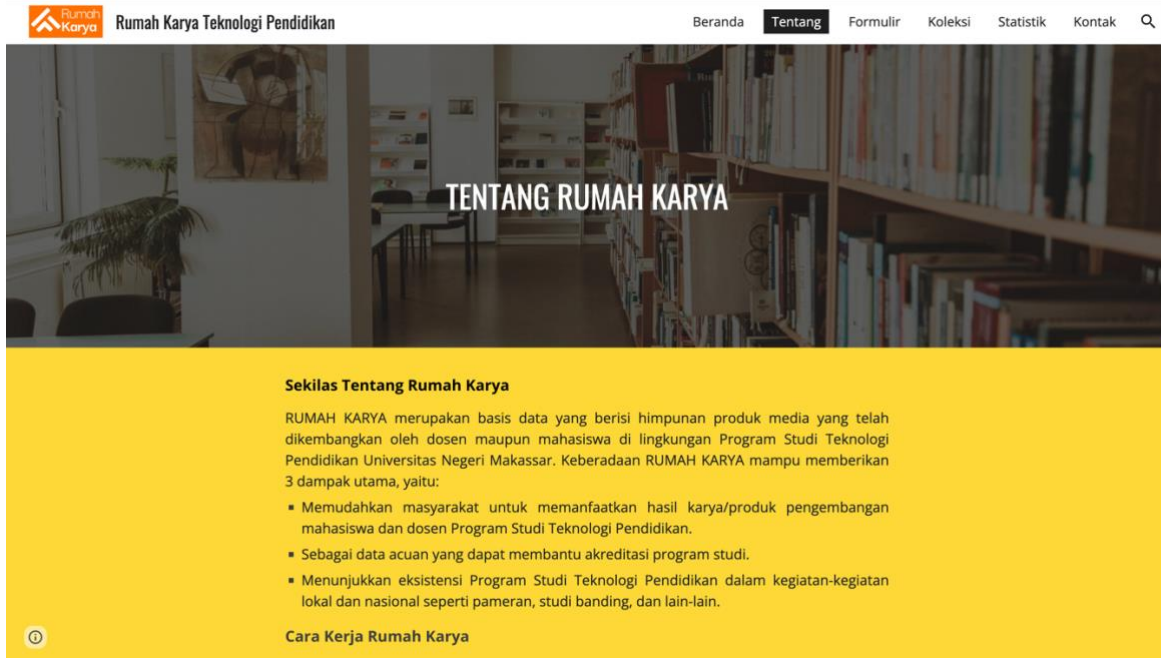 Rumah
Karya
Rumah Karya Teknologi Pendidikan
Beranda
Tentang
Formulir
Koleksi
Statistik
Kontak
TENTANG RUMAH KARYA
Sekilas Tentang Rumah Karya
RUMAH KARYA merupakan basis data yang berisi himpunan produk media yang telah
dikembangkan oleh dosen maupun mahasiswa di lingkungan Program Studi Teknologi
Pendidikan Universitas Negeri Makassar. Keberadaan RUMAH KARYA mampu memberikan
3 dampak utama, yaitu:
▪ Memudahkan masyarakat untuk memanfaatkan hasil karya/produk pengembangan
mahasiswa dan dosen Program Studi Teknologi Pendidikan.
▪ Sebagai data acuan yang dapat membantu akreditasi program studi.
▪ Menunjukkan eksistensi Program Studi Teknologi Pendidikan dalam kegiatan-kegiatan
lokal dan nasional seperti pameran, studi banding, dan lain-lain.
Cara Kerja Rumah Karya